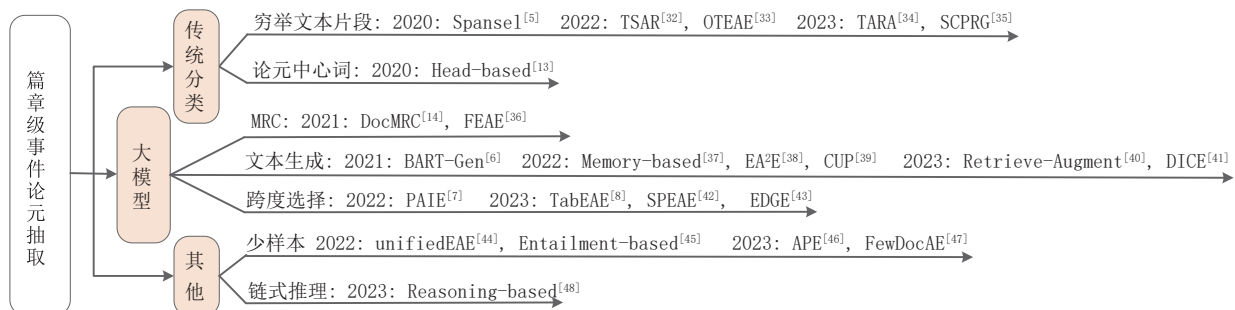 篇章级事件论元抽取
传统分类
穷举文本片段: 2020: Spansel[5] 2022: TSAR[32], OTEAE[33] 2023: TARA[34], SCPRG[35]
论元中心词: 2020: Head-based[13]
大模型
MRC: 2021: DocMRC[14], FEAE[36]
文本生成: 2021: BART-Gen[6] 2022: Memory-based[37], EA²E[38], CUP[39] 2023: Retrieve-Augment[40], DICE[41]
跨度选择: 2022: PAIE[7] 2023: TabEAE[8], SPEAE[42], EDGE[43]
其他
少样本 2022: unifiedEAE[44], Entailment-based[45] 2023: APE[46], FewDocAE[47]
链式推理: 2023: Reasoning-based[48]